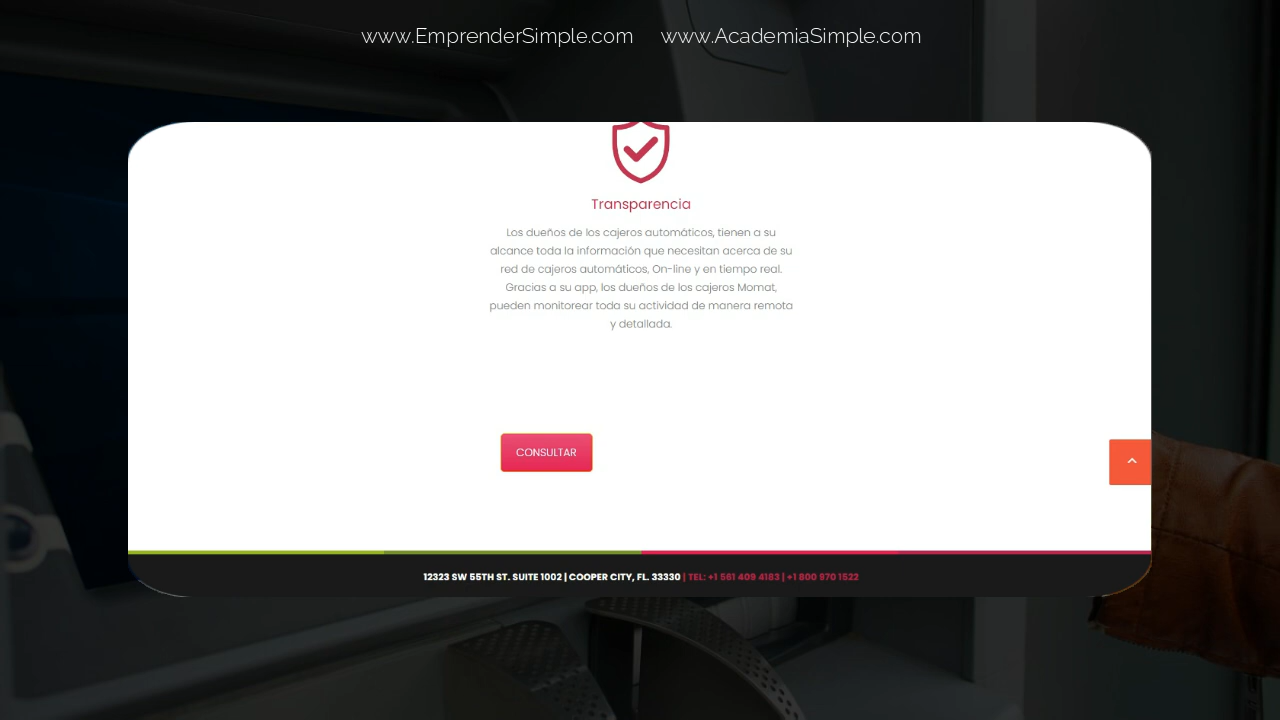 www.EmprenderSimple.com www.AcademiaSimple.com
Transparencia
Los dueños de los cajeros automáticos, tienen a su
alcance toda la información que necesitan acerca de su
red de cajeros automáticos, On-line y en tiempo real.
Gracias a su app, los dueños de los cajeros Momat,
pueden monitorear toda su actividad de manera remota
y detallada.
CONSULTAR
12323 SW 55TH ST. SUITE 1002 | COOPER CITY, FL. 33330 | TEL: +1 561 409 4183 | +1 800 970 1522